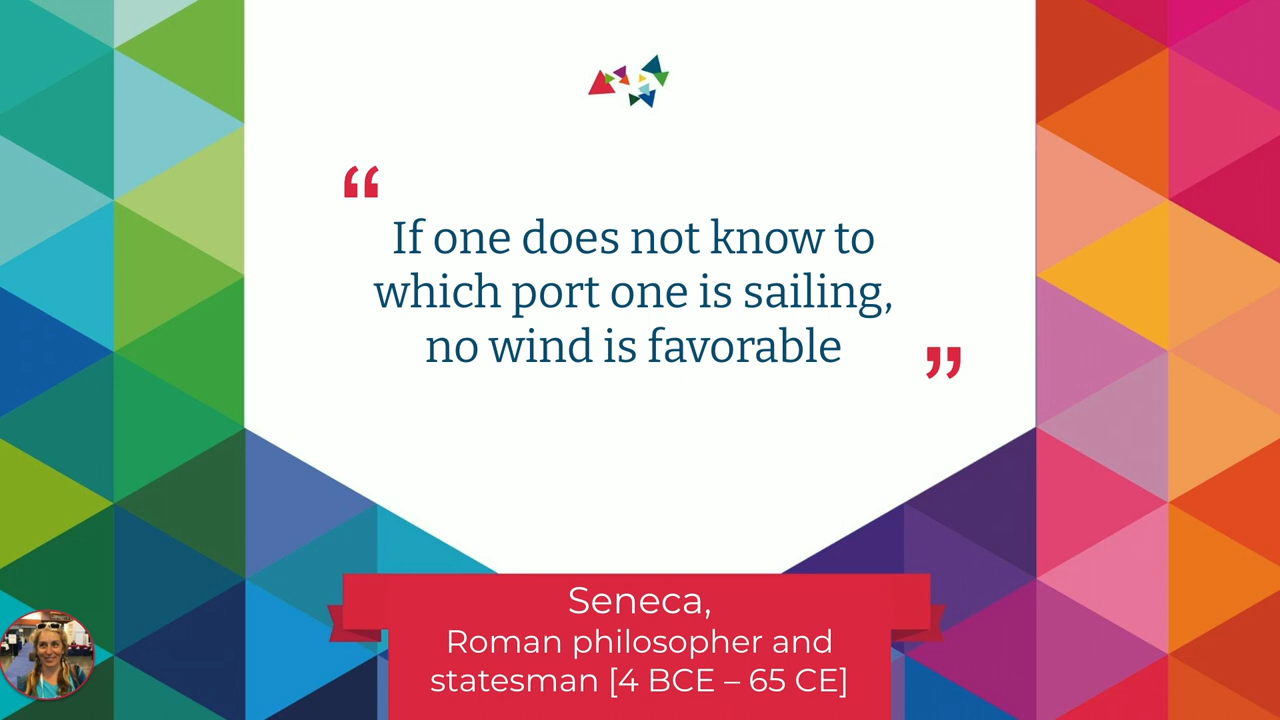 “
If one does not know to
which port one is sailing,
no wind is favorable
”
Seneca,
Roman philosopher and
statesman [4 BCE – 65 CE]